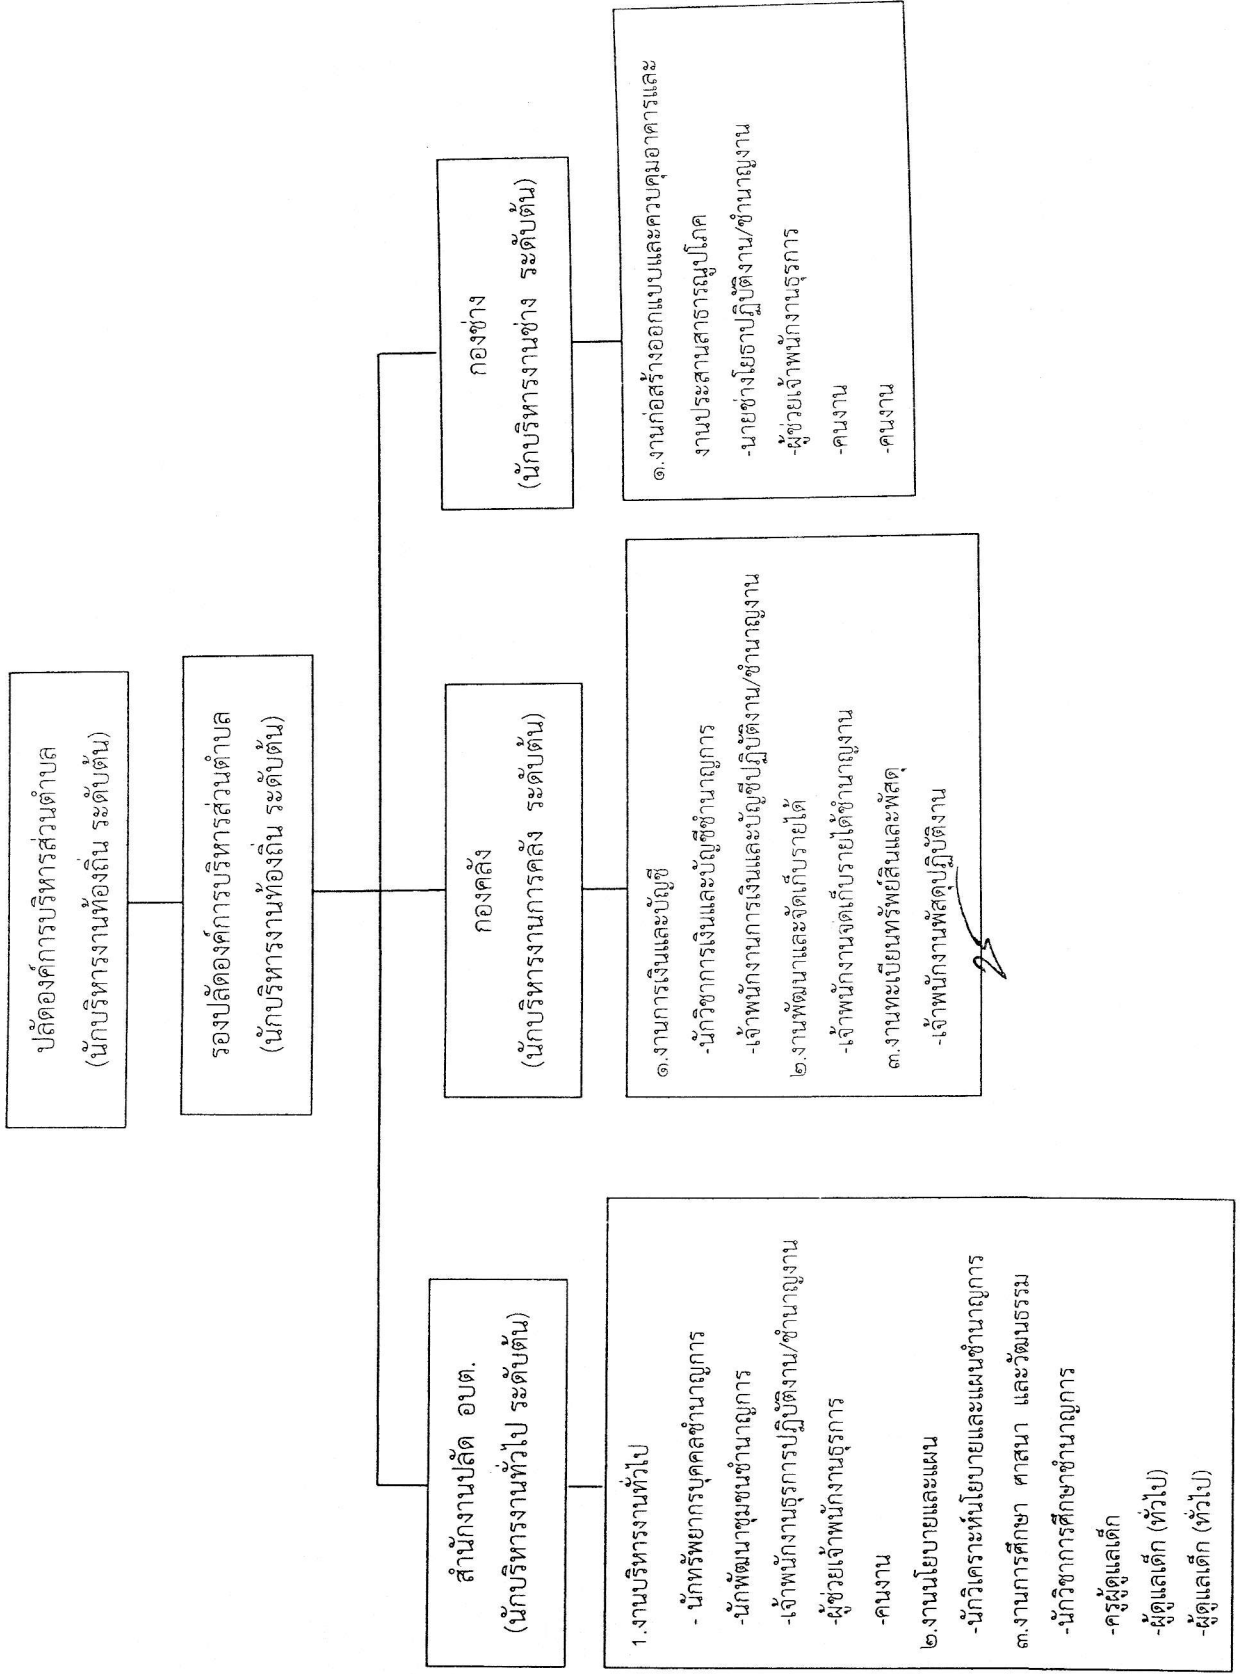 ปลัดองค์การบริหารส่วนตำบล
(นักบริหารงานท้องถิ่น ระดับต้น)
รองปลัดองค์การบริหารส่วนตำบล
(นักบริหารงานท้องถิ่น ระดับต้น)
สำนักงานปลัด อบต.
(นักบริหารงานทั่วไป ระดับต้น)
1.งานบริหารงานทั่วไป
- นักทรัพยากรบุคคลชำนาญการ
-นักพัฒนาชุมชนชำนาญการ
-เจ้าพนักงานธุรการปฏิบัติงาน/ชำนาญงาน
-ผู้ช่วยเจ้าพนักงานธุรการ
-คนงาน
๒.งานนโยบายและแผน
-นักวิเคราะห์นโยบายและแผนชำนาญการ
๓.งานการศึกษา ศาสนา และวัฒนธรรม
-นักวิชาการศึกษาชำนาญการ
-ครูผู้ดูแลเด็ก
-ผู้ดูแลเด็ก (ทั่วไป)
-ผู้ดูแลเด็ก (ทั่วไป)
กองคลัง
(นักบริหารงานการคลัง ระดับต้น)
๑.งานการเงินและบัญชี
-นักวิชาการเงินและบัญชีชำนาญการ
-เจ้าพนักงานการเงินและบัญชีปฏิบัติงาน/ชำนาญงาน
๒.งานพัฒนาและจัดเก็บรายได้
-เจ้าพนักงานจัดเก็บรายได้ชำนาญงาน
๓.งานทะเบียนทรัพย์สินและพัสดุ
-เจ้าพนักงานพัสดุปฏิบัติงาน
กองช่าง
(นักบริหารงานช่าง ระดับต้น)
๑.งานก่อสร้างออกแบบและควบคุมอาคารและ
งานประสานสาธารณูปโภค
-นายช่างโยธาปฏิบัติงาน/ชำนาญงาน
-ผู้ช่วยเจ้าพนักงานธุรการ
-คนงาน
-คนงาน